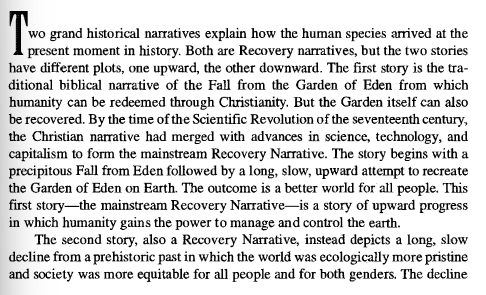 Two grand historical narratives explain how the human species arrived at the
present moment in history. Both are Recovery narratives, but the two stories
have different plots, one upward, the other downward. The first story is the tra-
ditional biblical narrative of the Fall from the Garden of Eden from which
humanity can be redeemed through Christianity. But the Garden itself can also
be recovered. By the time of the Scientific Revolution of the seventeenth century,
the Christian narrative had merged with advances in science, technology, and
capitalism to form the mainstream Recovery Narrative. The story begins with a
precipitous Fall from Eden followed by a long, slow, upward attempt to recreate
the Garden of Eden on Earth. The outcome is a better world for all people. This
first story—the mainstream Recovery Narrative—is a story of upward progress
in which humanity gains the power to manage and control the earth.
The second story, also a Recovery Narrative, instead depicts a long, slow
decline from a prehistoric past in which the world was ecologically more pristine
and society was more equitable for all people and for both genders. The decline